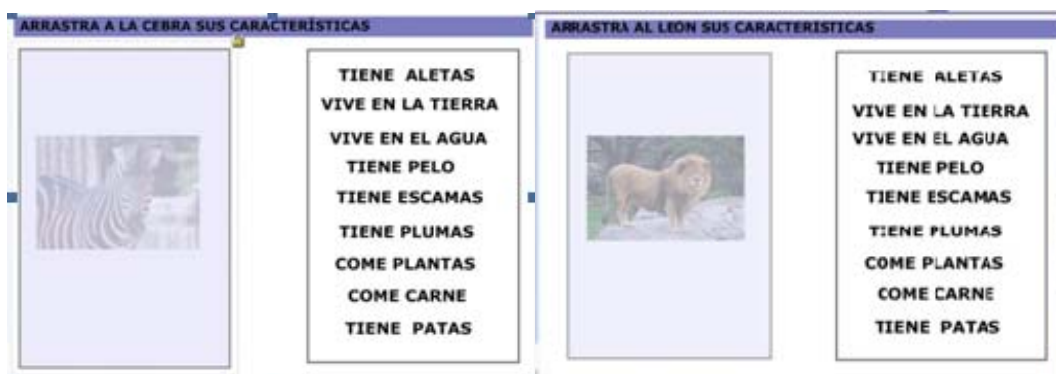 ARRASTRA A LA CEBRA SUS CARACTERÍSTICAS
TIENE ALETAS
VIVE EN LA TIERRA
VIVE EN EL AGUA
TIENE PELO
TIENE ESCAMAS
TIENE PLUMAS
COME PLANTAS
COME CARNE
TIENE PATAS
ARRASTRA AL LEON SUS CARACTERISTICAS
TIENE ALETAS
VIVE EN LA TIERRA
VIVE EN EL AGUA
TIENE PELO
TIENE ESCAMAS
TIENE PLUMAS
COME PLANTAS
COME CARNE
TIENE PATAS